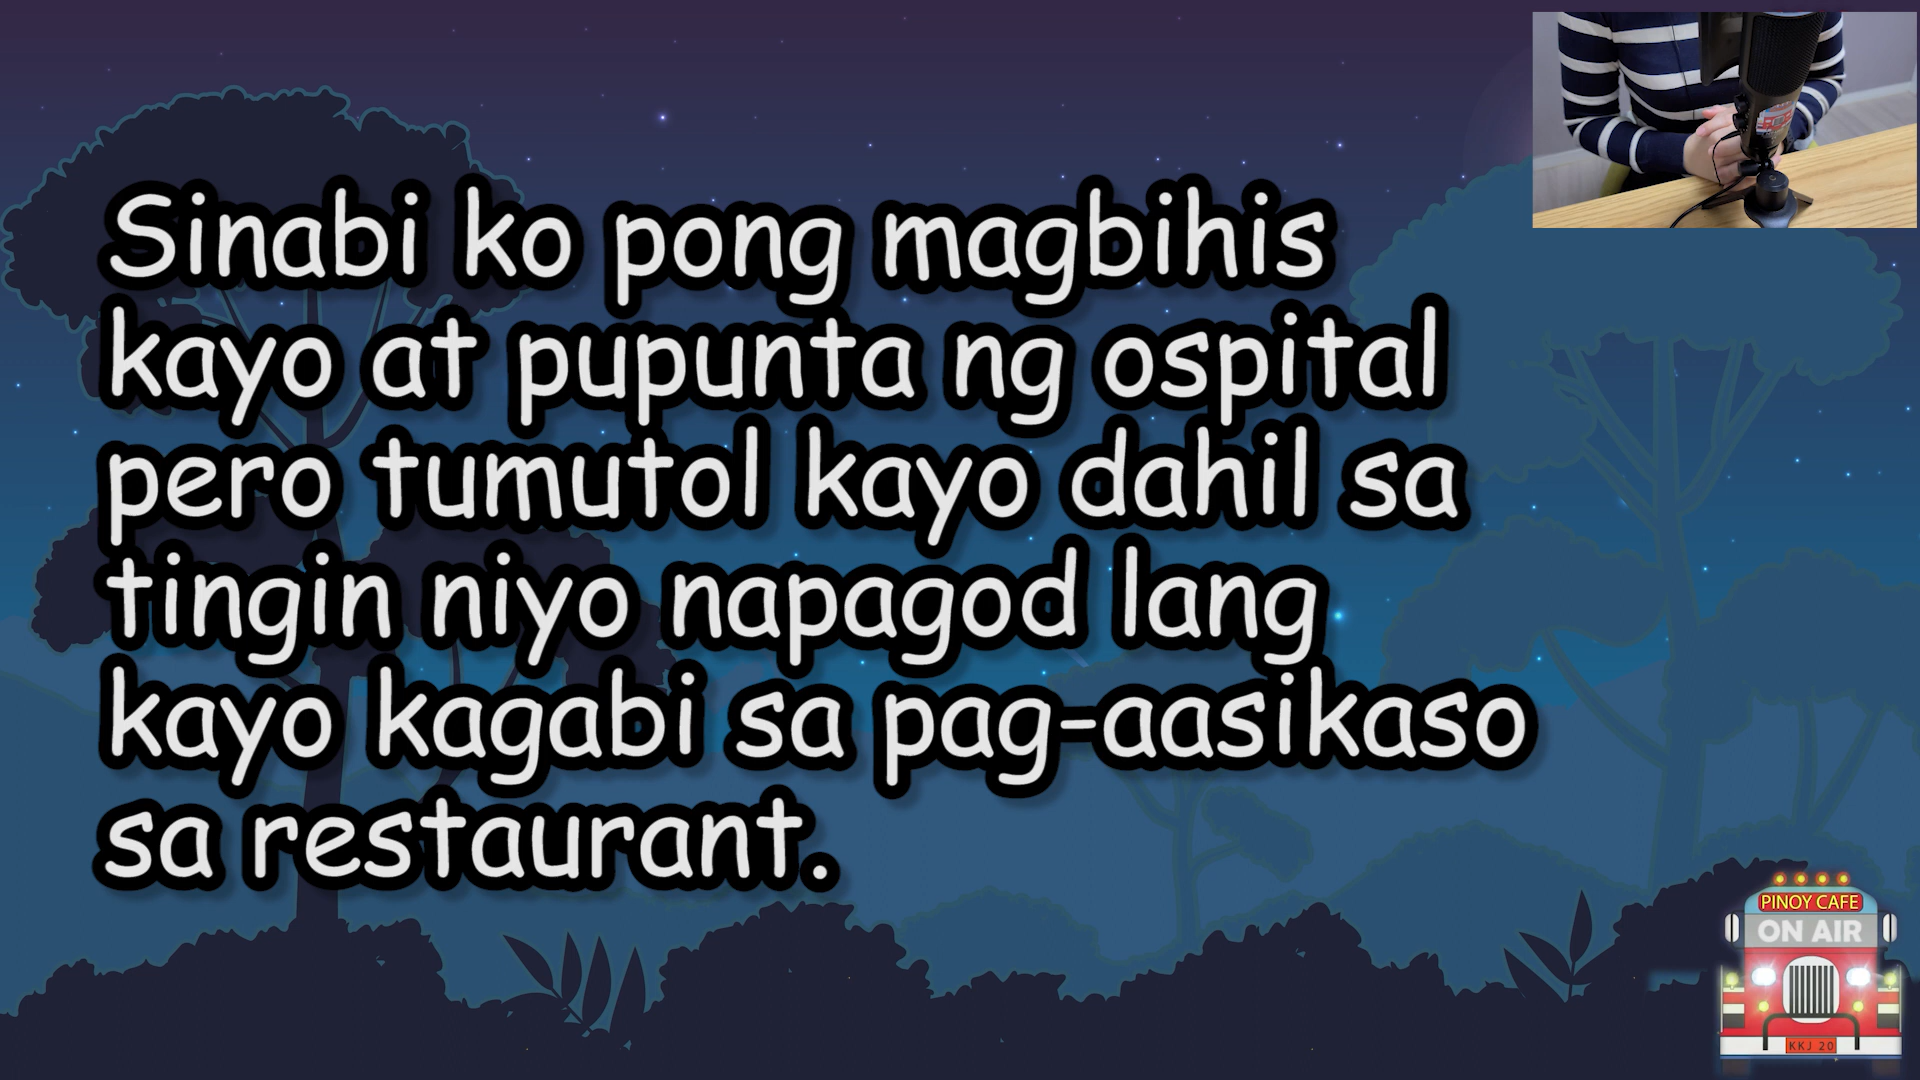 Sinabi ko pong magbihis
kayo at pupunta ng ospital
pero tumutol kayo dahil sa
tingin niyo napagod lang
kayo kagabi sa pag-aasikaso
sa restaurant.
PINOY CAFE
ON AIR
KKJ 20